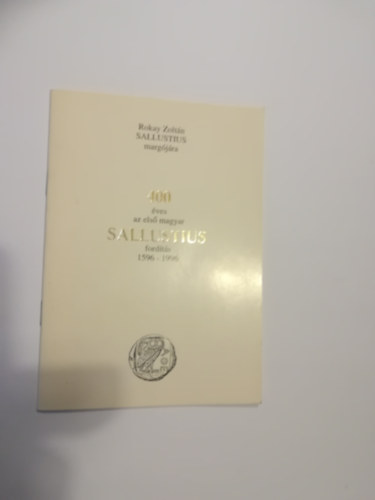 Rokay Zoltán
SALLUSTIUS
margójára
400
éves
az első magyar
SALLUSTIUS
fordítás
1596 - 1996